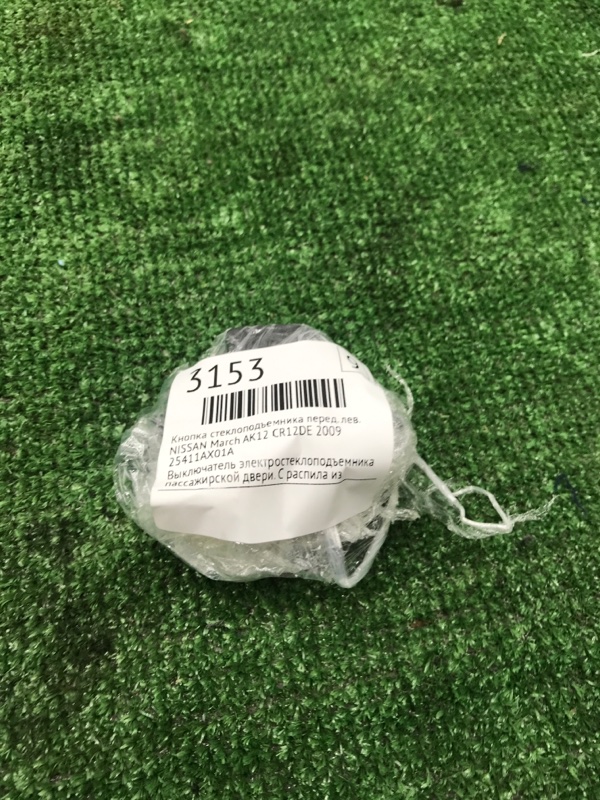 3153
Кнопка стеклоподъемника перед. лев.
NISSAN March AK12 CR12DE 2009
25411AX01A
Выключатель электростеклоподъемника
пассажирской двери. С распила из